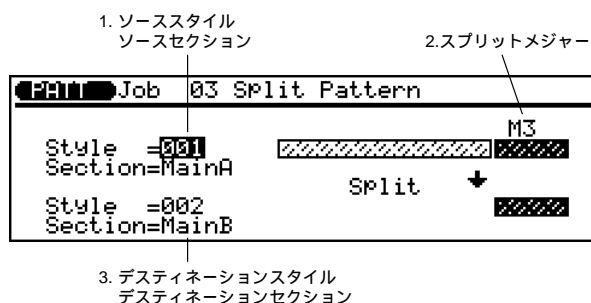 1. ソーススタイル
ソースセクション
2.スプリットメジャー
PATT Job 03 Split Pattern
M3
Style =001
Section=MainA
Split
Style =002
Section=MainB
3. デスティネーションスタイル
デスティネーションセクション